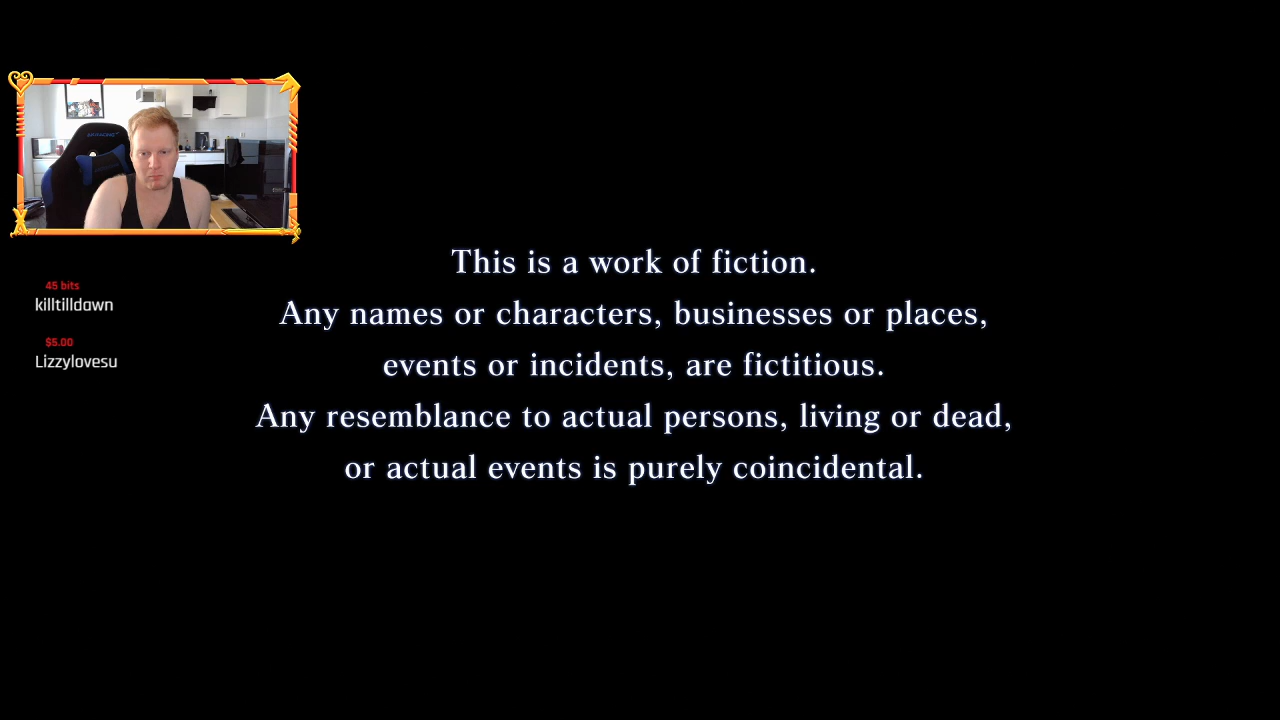 45 bits
killtilldawn
$5.00
Lizzylovesu
This is a work of fiction.
Any names or characters, businesses or places,
events or incidents, are fictitious.
Any resemblance to actual persons, living or dead,
or actual events is purely coincidental.